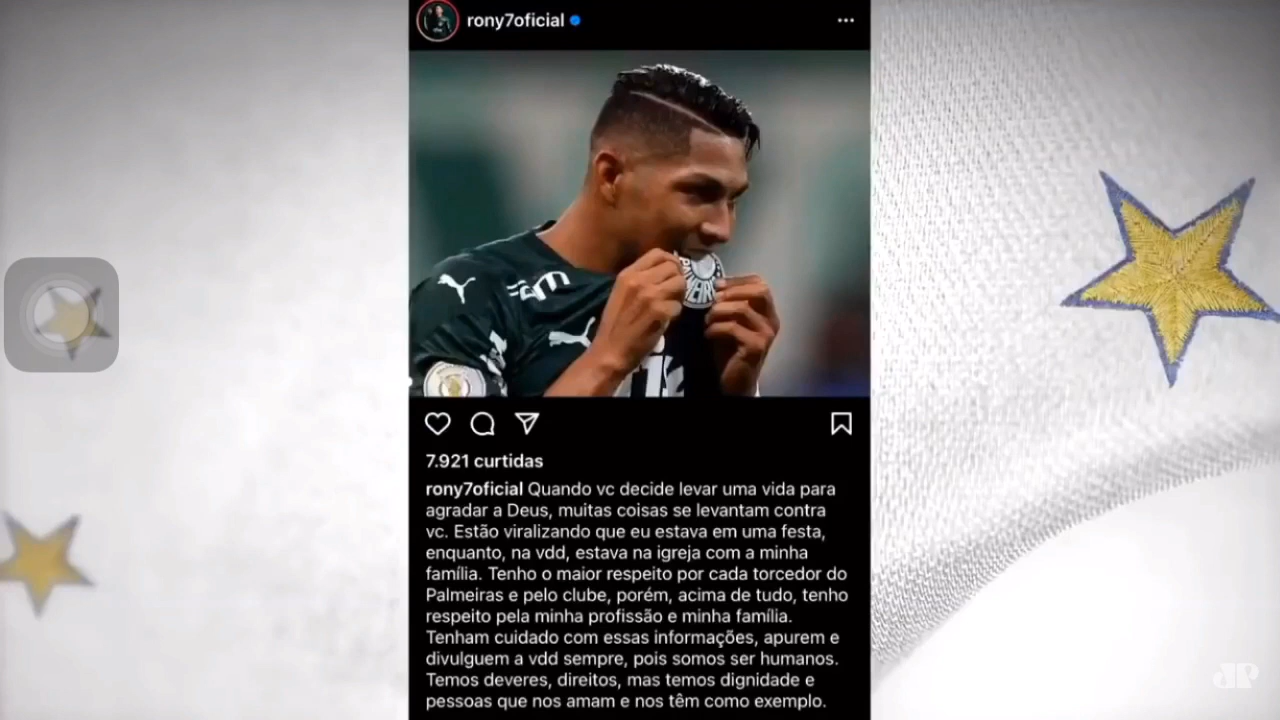 rony7oficial
7.921 curtidas
rony7oficial Quando vc decide levar uma vida para
agradar a Deus, muitas coisas se levantam contra
vc. Estão viralizando que eu estava em uma festa,
enquanto, na vdd, estava na igreja com a minha
família. Tenho o maior respeito por cada torcedor do
Palmeiras e pelo clube, porém, acima de tudo, tenho
respeito pela minha profissão e minha família.
Tenham cuidado com essas informações, apurem e
divulguem a vdd sempre, pois somos ser humanos.
Temos deveres, direitos, mas temos dignidade e
pessoas que nos amam e nos têm como exemplo.
JP